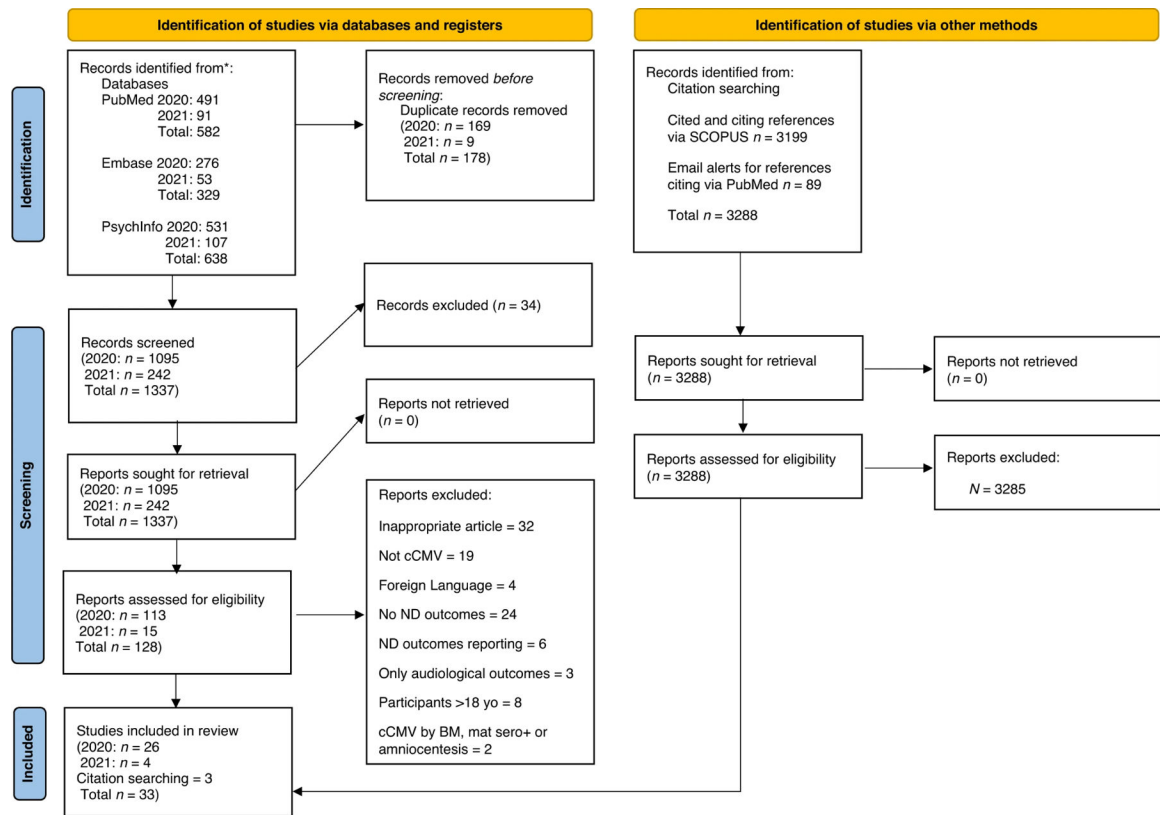 Identification of studies via databases and registers
Identification of studies via other methods
Identification
Records identified from*:
Databases
PubMed 2020: 491
2021: 91
Total: 582
Embase 2020: 276
2021: 53
Total: 329
PsychInfo 2020: 531
2021: 107
Total: 638
Records removed before
screening:
Duplicate records removed
(2020: n = 169
2021: n = 9
Total n = 178)
Records identified from:
Citation searching
Cited and citing references
via SCOPUS n = 3199
Email alerts for references
citing via PubMed n = 89
Total n = 3288
Screening
Records screened
(2020: n = 1095
2021: n = 242
Total n = 1337)
Records excluded (n = 34)
Reports sought for retrieval
(2020: n = 1095
2021: n = 242
Total n = 1337)
Reports not retrieved
(n = 0)
Reports sought for retrieval
(n = 3288)
Reports not retrieved
(n = 0)
Reports assessed for eligibility
(2020: n = 113
2021: n = 15
Total n = 128)
Reports excluded:
Inappropriate article = 32
Not cCMV = 19
Foreign Language = 4
No ND outcomes = 24
ND outcomes reporting = 6
Only audiological outcomes = 3
Participants >18 yo = 8
cCMV by BM, mat sero+ or
amniocentesis = 2
Reports assessed for eligibility
(n = 3288)
Reports excluded:
N = 3285
Included
Studies included in review
(2020: n = 26
2021: n = 4
Citation searching = 3
Total n = 33)